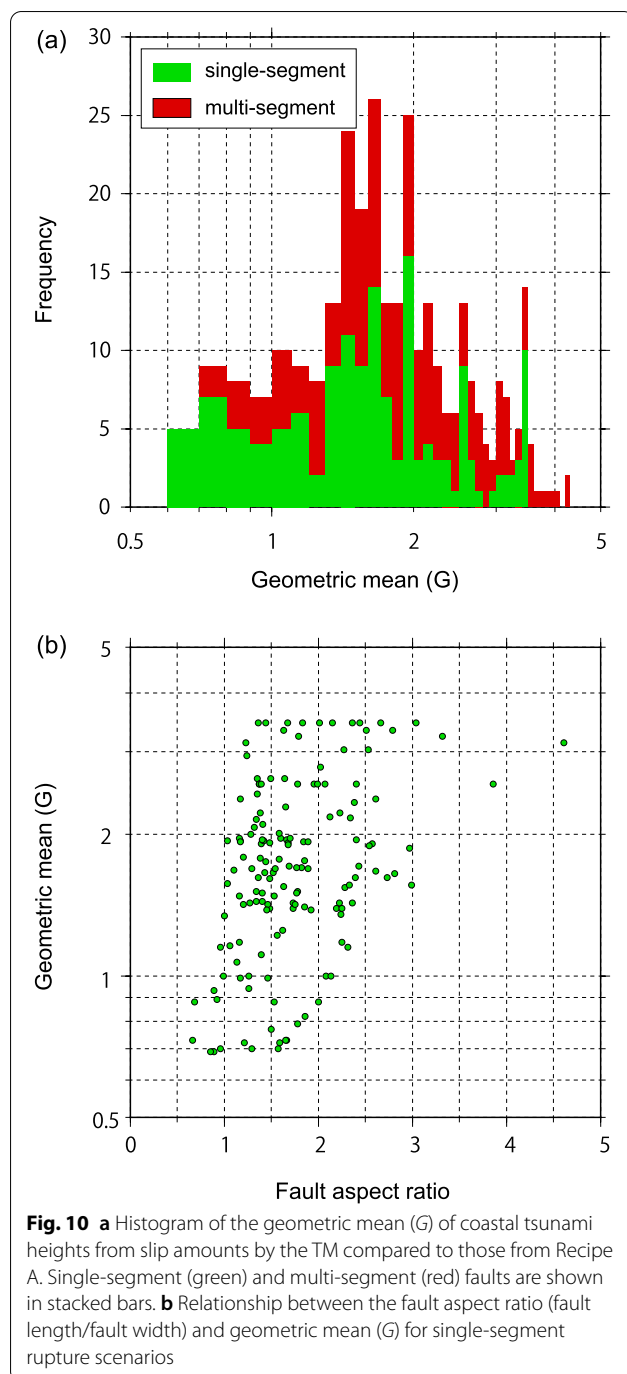 (a)
30
25
20
15
10
5
0
Frequency
single-segment
multi-segment
0.5 1 2 5
Geometric mean (G)
(b)
5
2
1
0.5
Geometric mean (G)
0 1 2 3 4 5
Fault aspect ratio
Fig. 10 a Histogram of the geometric mean (G) of coastal tsunami
heights from slip amounts by the TM compared to those from Recipe
A. Single-segment (green) and multi-segment (red) faults are shown
in stacked bars. b Relationship between the fault aspect ratio (fault
length/fault width) and geometric mean (G) for single-segment
rupture scenarios